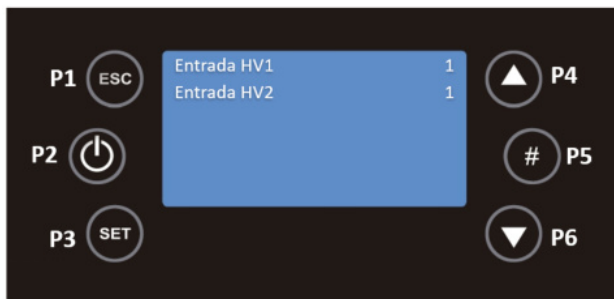 P1 ESC
Entrada HV1 1
Entrada HV2 1
P4
P2
# P5
P3 SET
P6